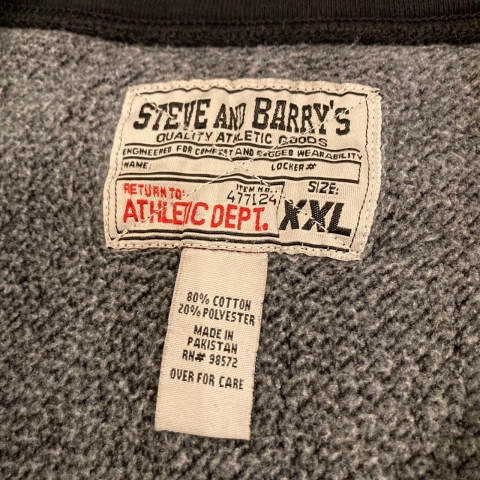 STEVE AND BARRY'S
QUALITY ATHLETIC GOODS
ENGINEERED FOR COMFORT AND RUGGED WEARABILITY
NAME: LOCKER#
RETURN TO: ITEM NO. SIZE:
477124
ATHLETIC DEPT. XXL
80% COTTON
20% POLYESTER
MADE IN
PAKISTAN
RN# 98572
OVER FOR CARE